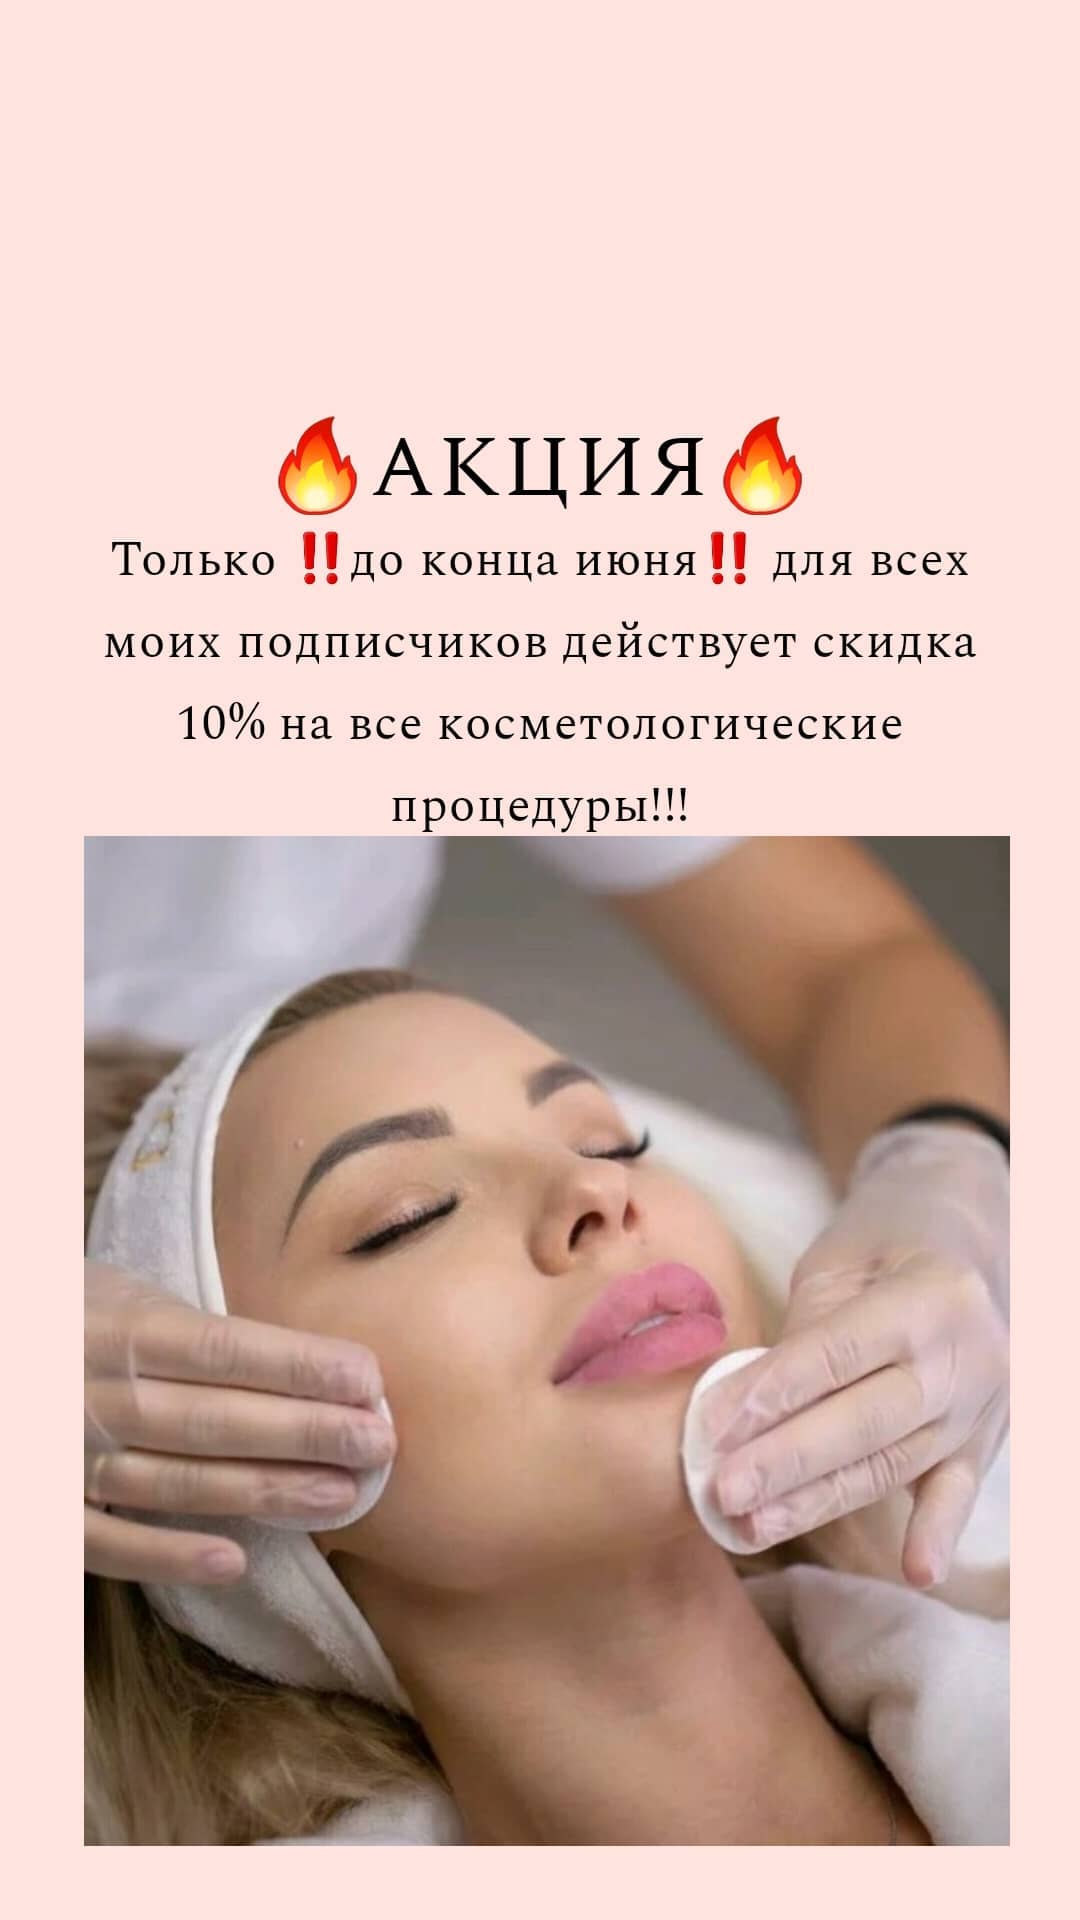 🔥АКЦИЯ🔥
Только ‼️до конца июня‼️ для всех
моих подписчиков действует скидка
10% на все косметологические
процедуры!!!